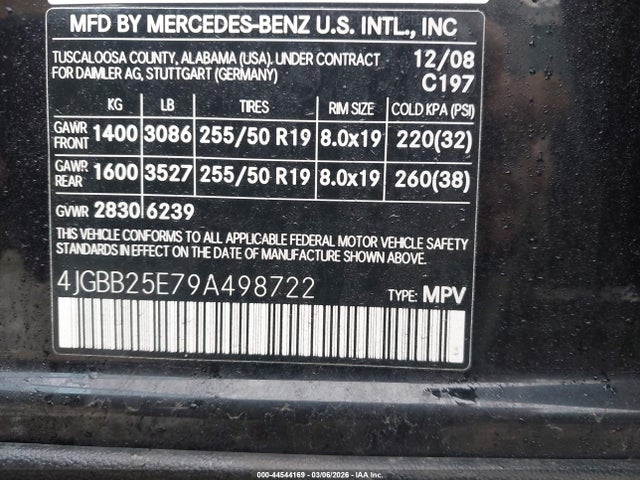 MFD BY MERCEDES-BENZ U.S. INTL., INC
TUSCALOOSA COUNTY, ALABAMA (USA). UNDER CONTRACT 12/08
FOR DAIMLER AG, STUTTGART (GERMANY) C197
KG LB TIRES RIM SIZE COLD KPA (PSI)
GAWR FRONT 1400 3086 255/50 R19 8.0x19 220(32)
GAWR REAR 1600 3527 255/50 R19 8.0x19 260(38)
GVWR 2830 6239
THIS VEHICLE CONFORMS TO ALL APPLICABLE FEDERAL MOTOR VEHICLE SAFETY
STANDARDS IN EFFECT ON THE DATE OF MANUFACTURE SHOWN ABOVE.
4JGBB25E79A498722 TYPE: MPV
000-44544169 | 03/06/2026 - IAA Inc.